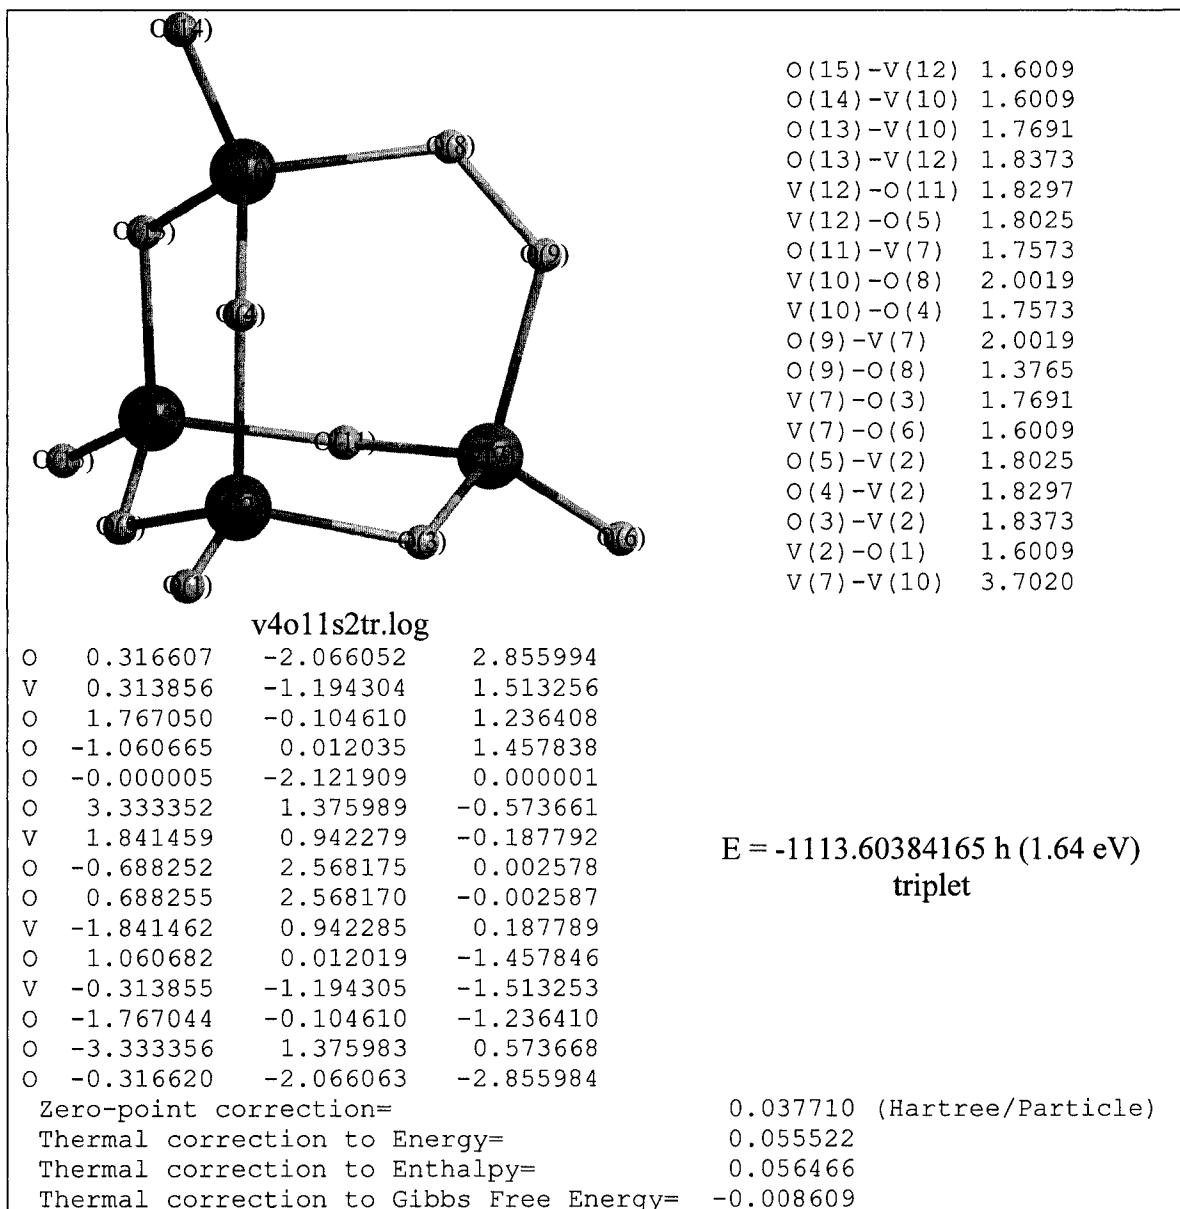 O(14)
O(8)
O(9)
O(4)
O(11)
O(3)
O(6)
O(1)
O(15)-V(12) 1.6009
O(14)-V(10) 1.6009
O(13)-V(10) 1.7691
O(13)-V(12) 1.8373
V(12)-O(11) 1.8297
V(12)-O(5) 1.8025
O(11)-V(7) 1.7573
V(10)-O(8) 2.0019
V(10)-O(4) 1.7573
O(9)-V(7) 2.0019
O(9)-O(8) 1.3765
V(7)-O(3) 1.7691
V(7)-O(6) 1.6009
O(5)-V(2) 1.8025
O(4)-V(2) 1.8297
O(3)-V(2) 1.8373
V(2)-O(1) 1.6009
V(7)-V(10) 3.7020
v4o11s2tr.log
O 0.316607 -2.066052 2.855994
V 0.313856 -1.194304 1.513256
O 1.767050 -0.104610 1.236408
O -1.060665 0.012035 1.457838
O -0.000005 -2.121909 0.000001
O 3.333352 1.375989 -0.573661
V 1.841459 0.942279 -0.187792
O -0.688252 2.568175 0.002578
O 0.688255 2.568170 -0.002587
V -1.841462 0.942285 0.187789
O 1.060682 0.012019 -1.457846
V -0.313855 -1.194305 -1.513253
O -1.767044 -0.104610 -1.236410
O -3.333356 1.375983 0.573668
O -0.316620 -2.066063 -2.855984
E = -1113.60384165 h (1.64 eV)
triplet
Zero-point correction= 0.037710 (Hartree/Particle)
Thermal correction to Energy= 0.055522
Thermal correction to Enthalpy= 0.056466
Thermal correction to Gibbs Free Energy= -0.008609